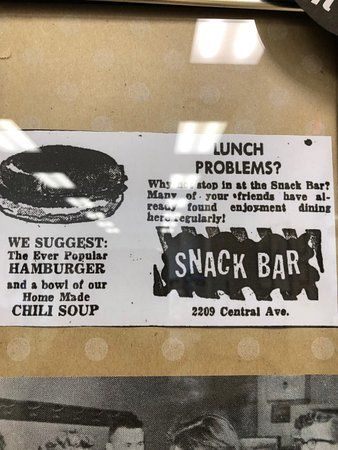 LUNCH
PROBLEMS?
Why not stop in at the Snack Bar?
Many of your friends have al-
ready found enjoyment dining
here regularly!
WE SUGGEST:
The Ever Popular
HAMBURGER
and a bowl of our
Home Made
CHILI SOUP
SNACK BAR
2209 Central Ave.